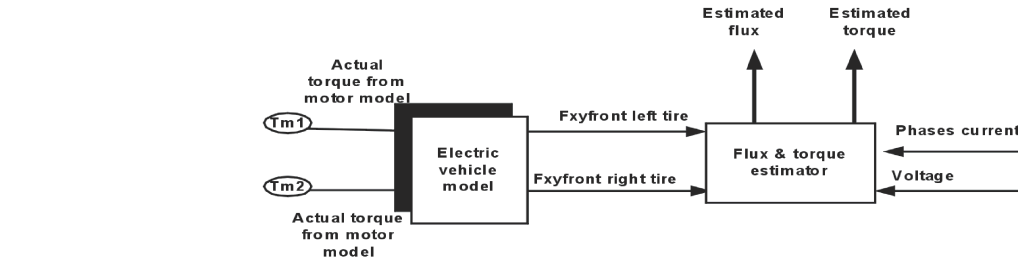 Estimated
flux
Estimated
torque
Actual
torque from
motor model
Tm1
Fxyfront left tire
Phases current
Electric
vehicle
model
Flux & torque
estimator
Tm2
Fxyfront right tire
Voltage
Actual torque
from motor
model